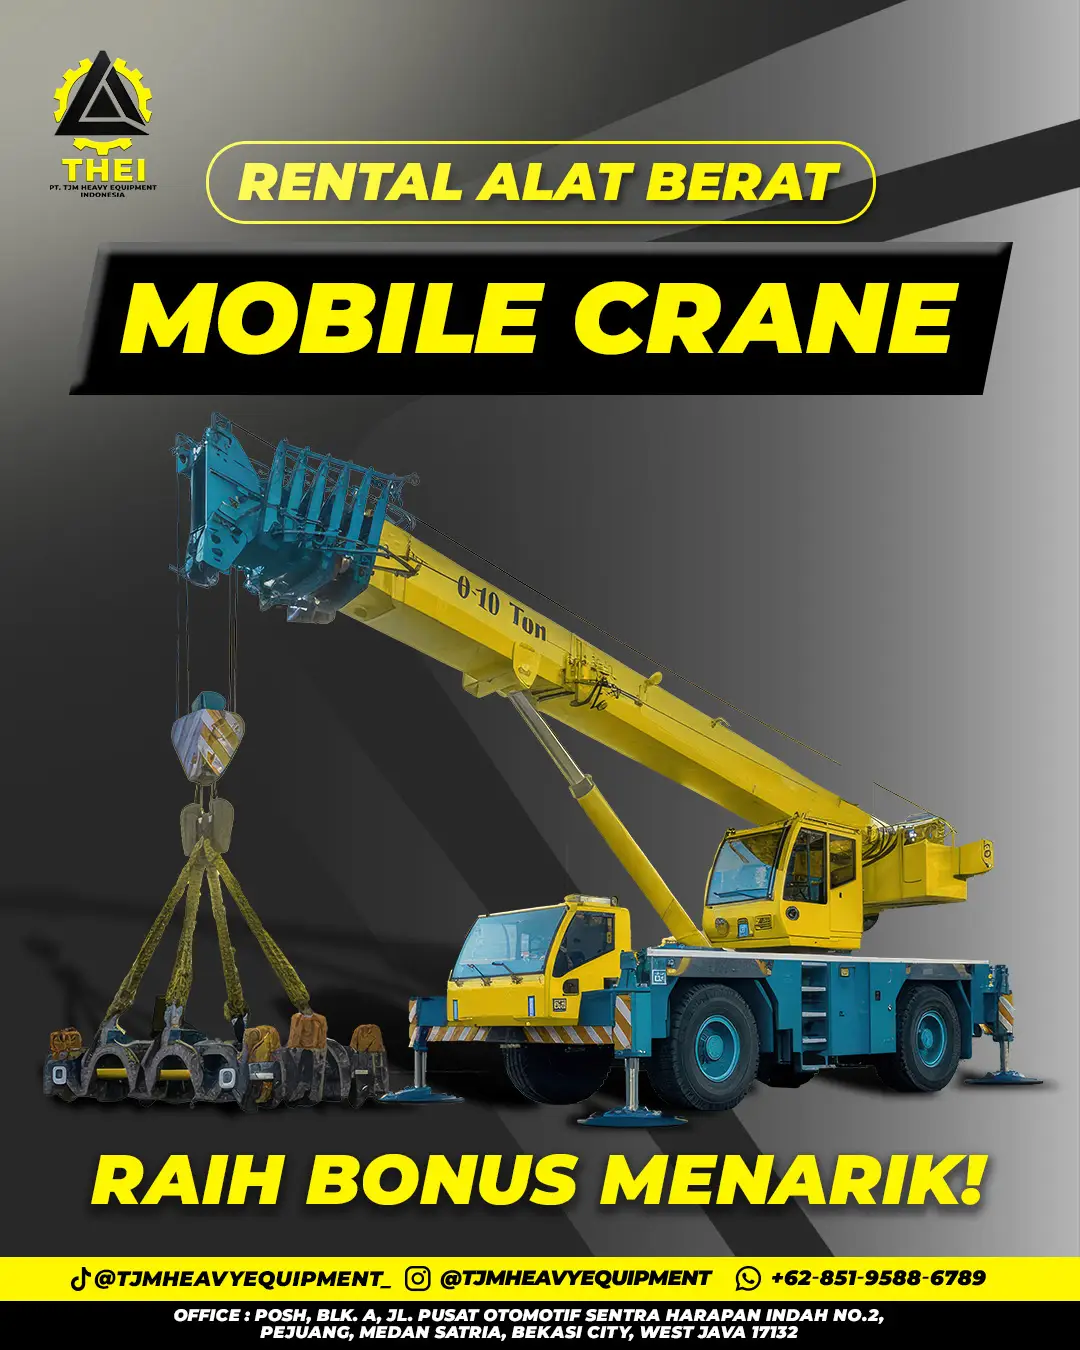 THEI
PT. TJM HEAVY EQUIPMENT
INDONESIA
RENTAL ALAT BERAT
MOBILE CRANE
0-10 Ton
RAIH BONUS MENARIK!
@TJMHEAVYEQUIPMENT_ @TJMHEAVYEQUIPMENT +62-851-9588-6789
OFFICE : POSH, BLK. A, JL. PUSAT OTOMOTIF SENTRA HARAPAN INDAH NO.2,
PEJUANG, MEDAN SATRIA, BEKASI CITY, WEST JAVA 17132